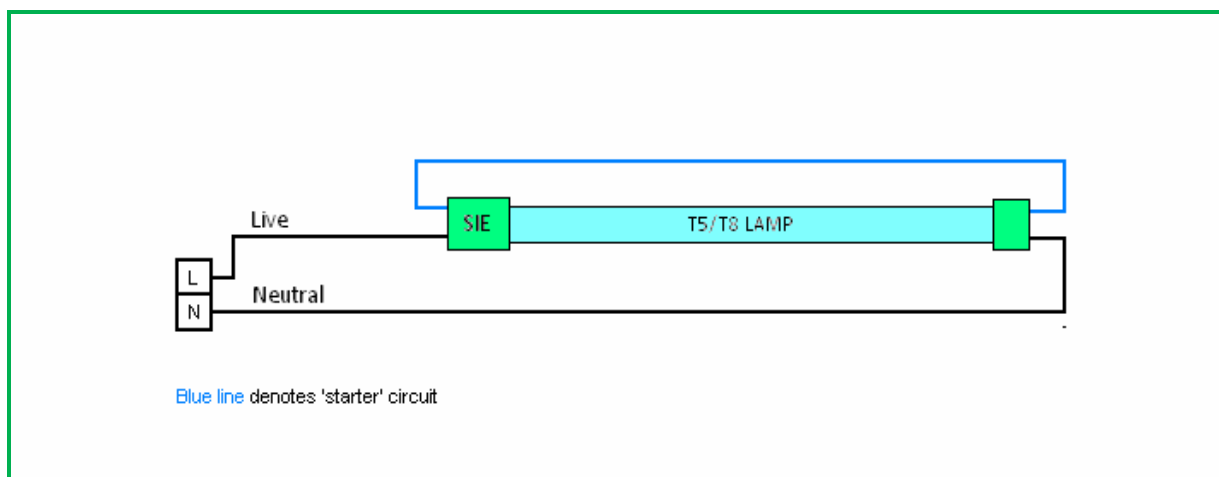 Live
SIE
T5/T8 LAMP
L
Neutral
N
Blue line denotes 'starter' circuit